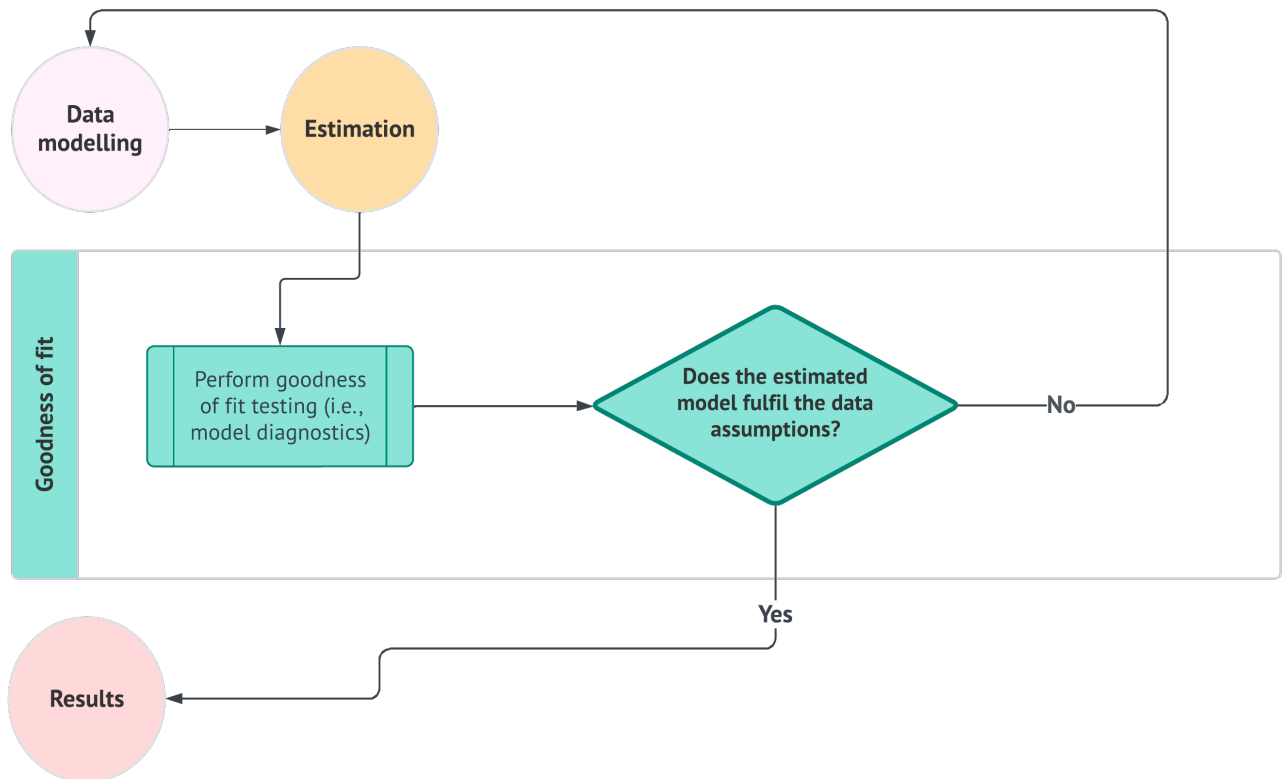 Data
modelling
Estimation
Goodness of fit
Perform goodness
of fit testing (i.e.,
model diagnostics)
Does the estimated
model fulfil the data
assumptions?
No
Yes
Results